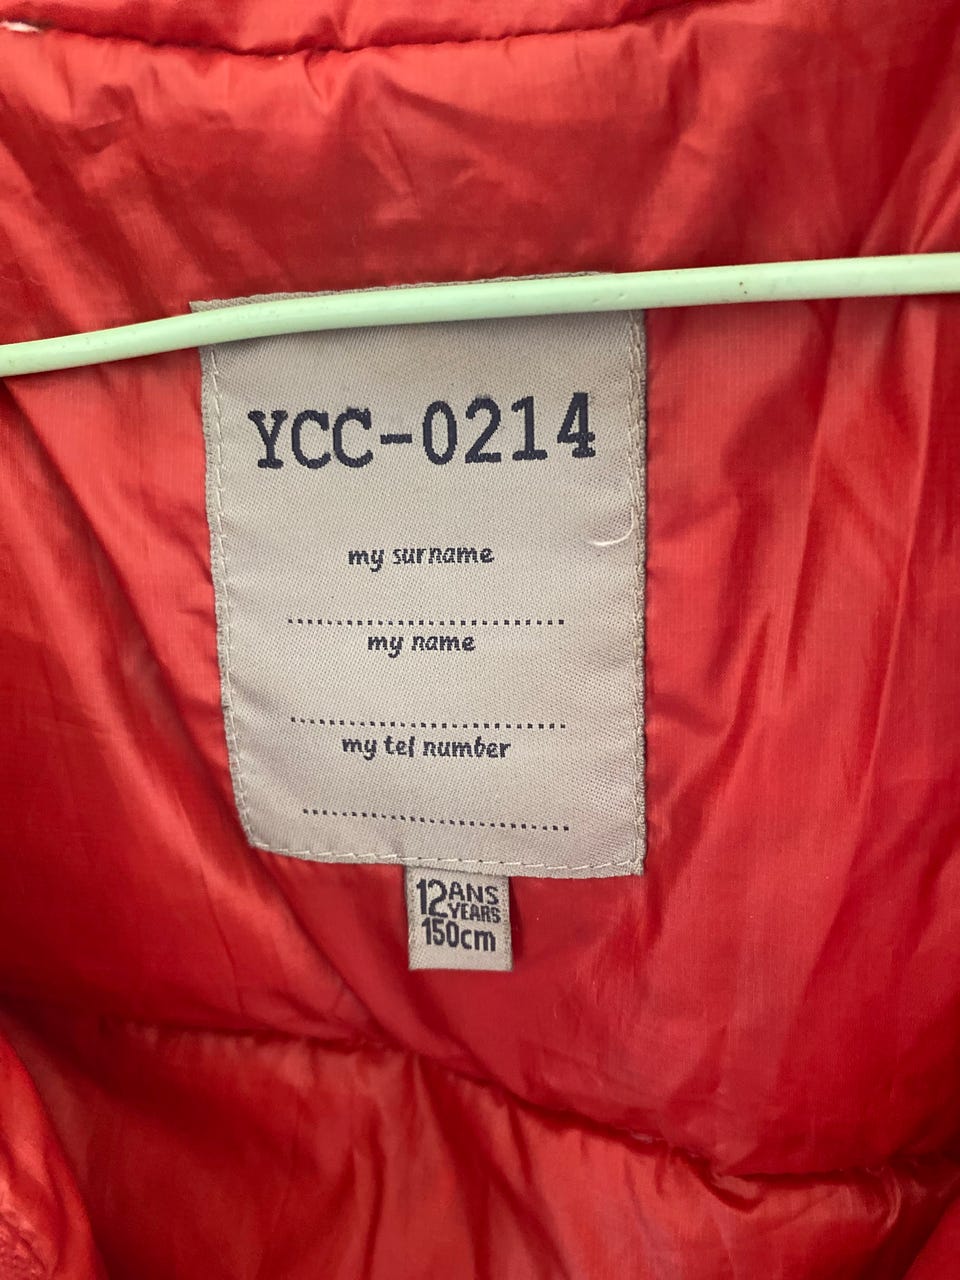 YCC-0214
my surname
my name
my tel number
12 ANS
YEARS
150cm